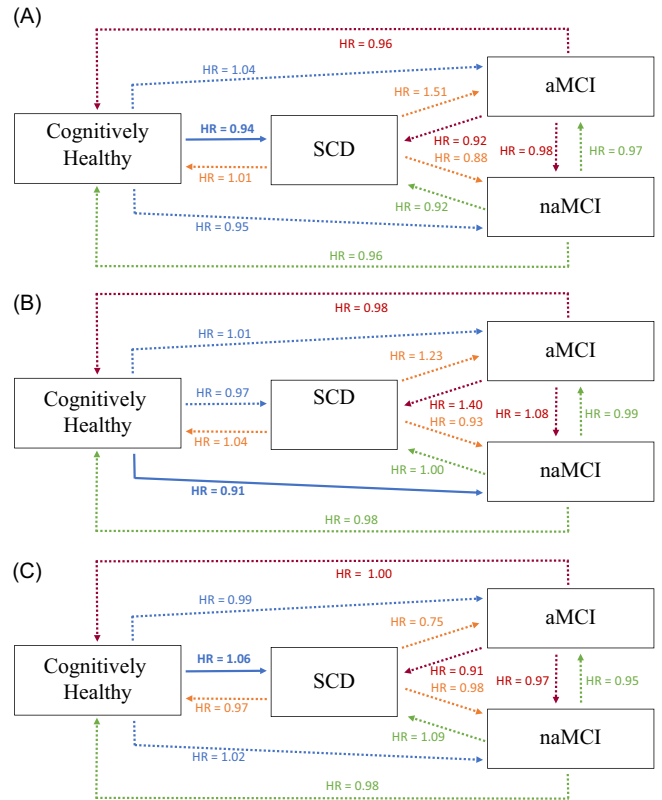 (A)
HR = 0.96
HR = 1.04
aMCI
HR = 1.51
Cognitively
Healthy
HR = 0.94
SCD
HR = 0.92
HR = 0.98
HR = 0.97
HR = 0.88
HR = 1.01
naMCI
HR = 0.92
HR = 0.95
HR = 0.96
(B)
HR = 0.98
HR = 1.01
aMCI
HR = 1.23
Cognitively
Healthy
HR = 0.97
SCD
HR = 1.40
HR = 1.08
HR = 0.99
HR = 0.93
HR = 1.04
naMCI
HR = 1.00
HR = 0.91
HR = 0.98
(C)
HR = 1.00
HR = 0.99
aMCI
HR = 0.75
Cognitively
Healthy
HR = 1.06
SCD
HR = 0.91
HR = 0.97
HR = 0.95
HR = 0.98
HR = 0.97
naMCI
HR = 1.09
HR = 1.02
HR = 0.98